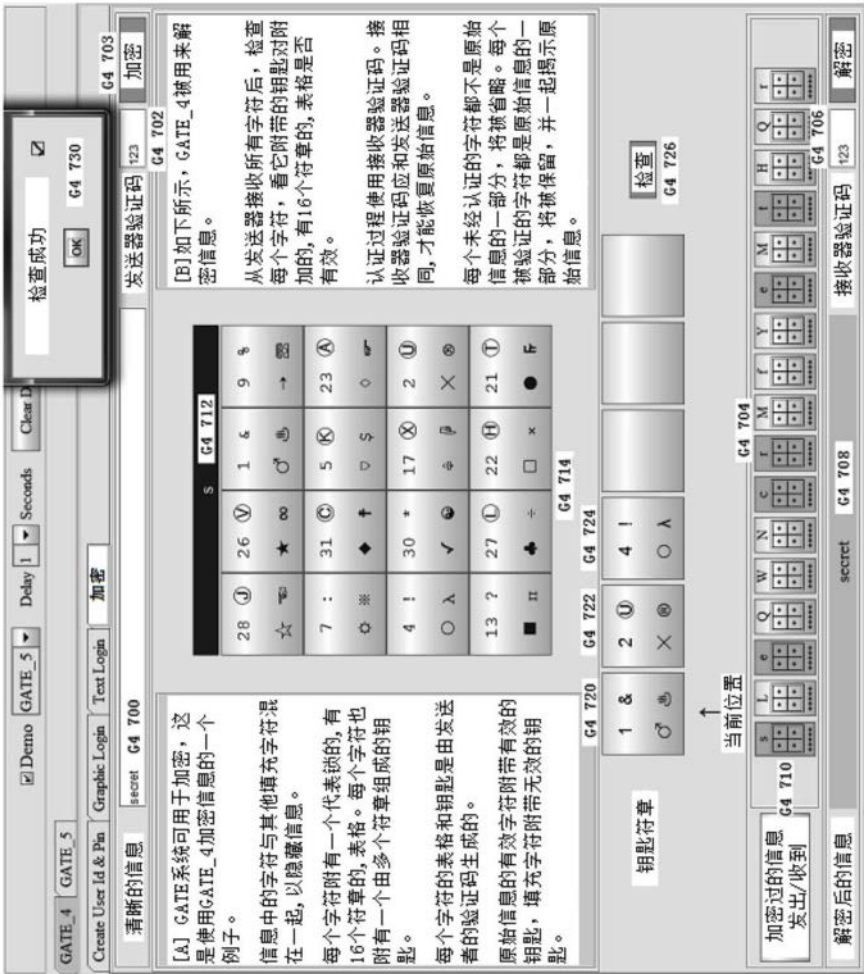 Demo GATE_5 Delay 1 Seconds Clear D
检查成功
OK
G4 730
GATE_4 GATE_5
Create User Id & Pin Graphic Login Text Login 加密
清晰的信息 secret G4 700 发送器验证码 123 加密 G4 703
G4 702
[A] GATE系统可用于加密，这
是使用GATE_4加密信息的一个
例子。
信息中的字符与其他填充字符混
在一起,以隐藏信息。
每个字符附有一个代表锁的,有
16个符章的,表格。每个字符也
附有一个由多个符章组成的钥
匙。
每个字符的表格和钥匙是由发送
者的验证码生成的。
原始信息的有效字符附带有效的
钥匙，填充字符附带无效的钥
匙。
s G4 712
28 Ⓙ 26 Ⓥ 1 & 9 %
☆ ☜ ★ ∞ ♂ ♨ →
7 : 31 Ⓒ 5 Ⓚ 23 Ⓐ
☼ ※ ◆ ✝ ▽ $ ◇ ☞
4 ! 30 * 17 Ⓧ 2 Ⓤ
○ λ ✓ × ⊗
13 ? 27 Ⓛ 22 Ⓗ 21 Ⓣ
■ ¤ ♣ ÷ □ × ●
G4 714
[B]如下所示，GATE_4被用来解
密信息。
从发送器接收所有字符后，检查
每个字符，看它附带的钥匙对附
加的,有16个符章的,表格是否
有效。
认证过程使用接收器验证码。接
收器验证码应和发送器验证码相
同,才能恢复原始信息。
每个未经认证的字符都不是原始
信息的一部分，将被省略。每个
被验证的字符都是原始信息的一
部分，将被保留，并一起揭示原
始信息。
G4 720 G4 722 G4 724
钥匙符章 1 & 2 Ⓤ 4 ! 检查
♂ ♨ × ⊗ ○ λ G4 726
↑
当前位置
G4 704
加密过的信息
发出/收到
G4 710
s L e Q W N c r M f Y e M t H Q r
G4 706
解密后的信息 secret G4 708 接收器验证码 123 解密